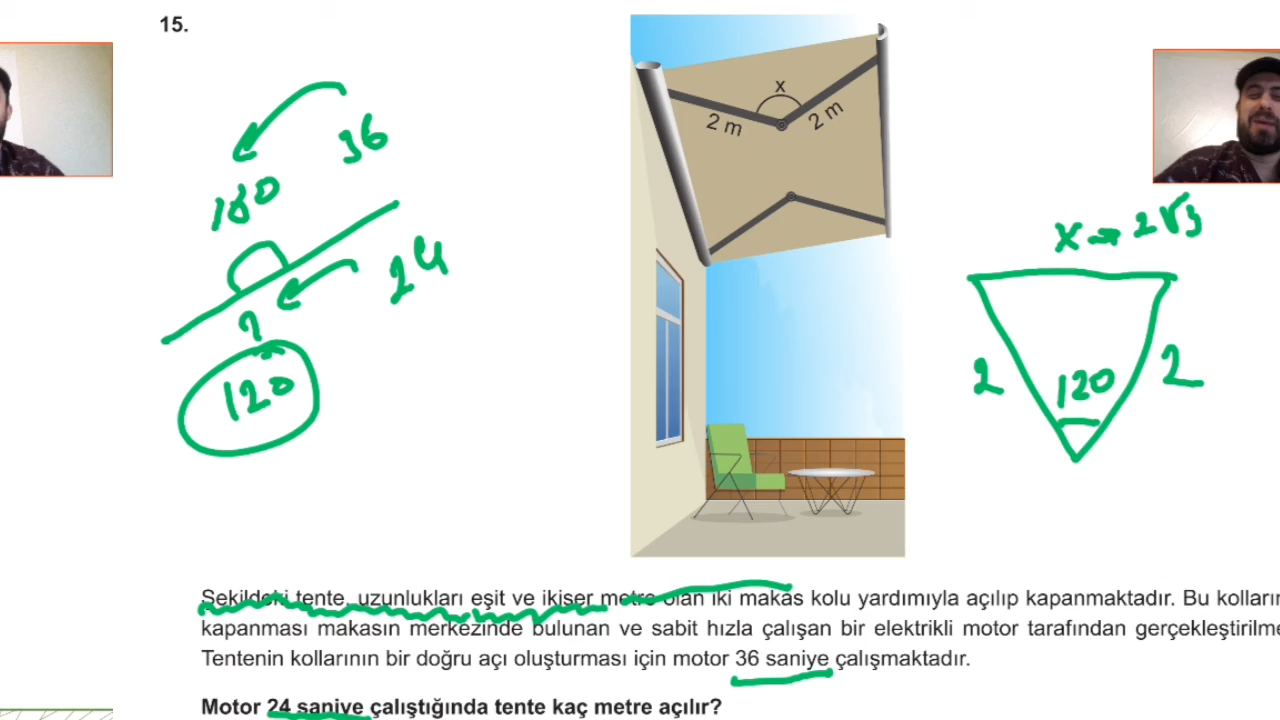 15.
36
180
24
?
120
x
2 m
2 m
x → 2√3
2
120
2
Şekildeki tente, uzunlukları eşit ve ikişer metre olan iki makas kolu yardımıyla açılıp kapanmaktadır. Bu kolların
kapanması makasın merkezinde bulunan ve sabit hızla çalışan bir elektrikli motor tarafından
Tentenin kollarının bir doğru açı oluşturması için motor 36 saniye çalışmaktadır.
Motor 24 saniye çalıştığında tente kaç metre açılır?